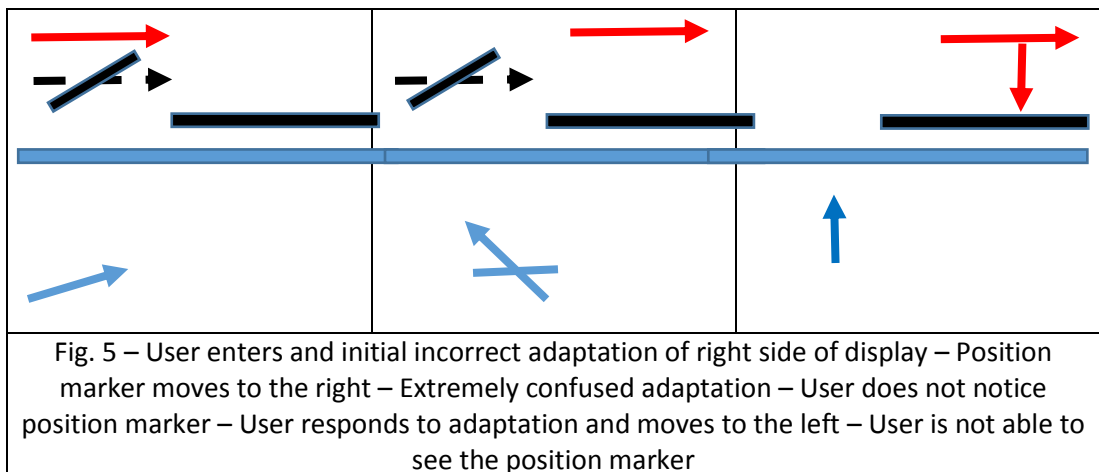 Fig. 5 – User enters and initial incorrect adaptation of right side of display – Position
marker moves to the right – Extremely confused adaptation – User does not notice
position marker – User responds to adaptation and moves to the left – User is not able to
see the position marker